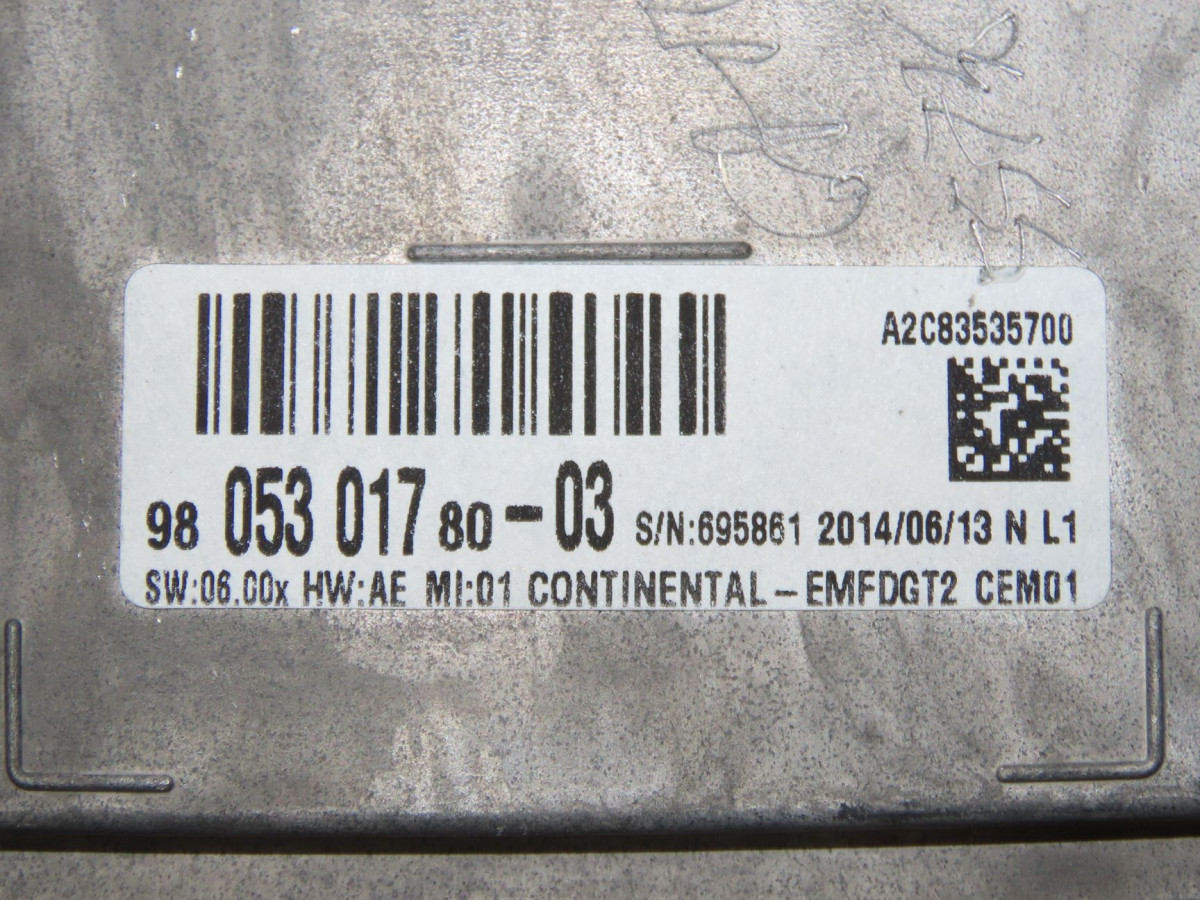 A2C83535700
98 053 017 80-03 S/N:695861 2014/06/13 N L1
SW:06.00x HW:AE MI:01 CONTINENTAL-EMFDGT2 CEM01